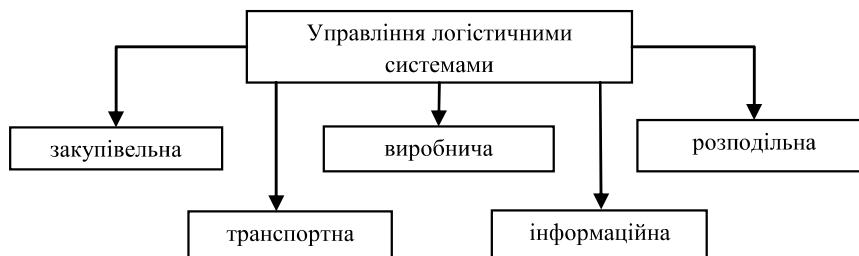 Управління логістичними
системами
закупівельна
виробнича
розподільна
транспортна
інформаційна